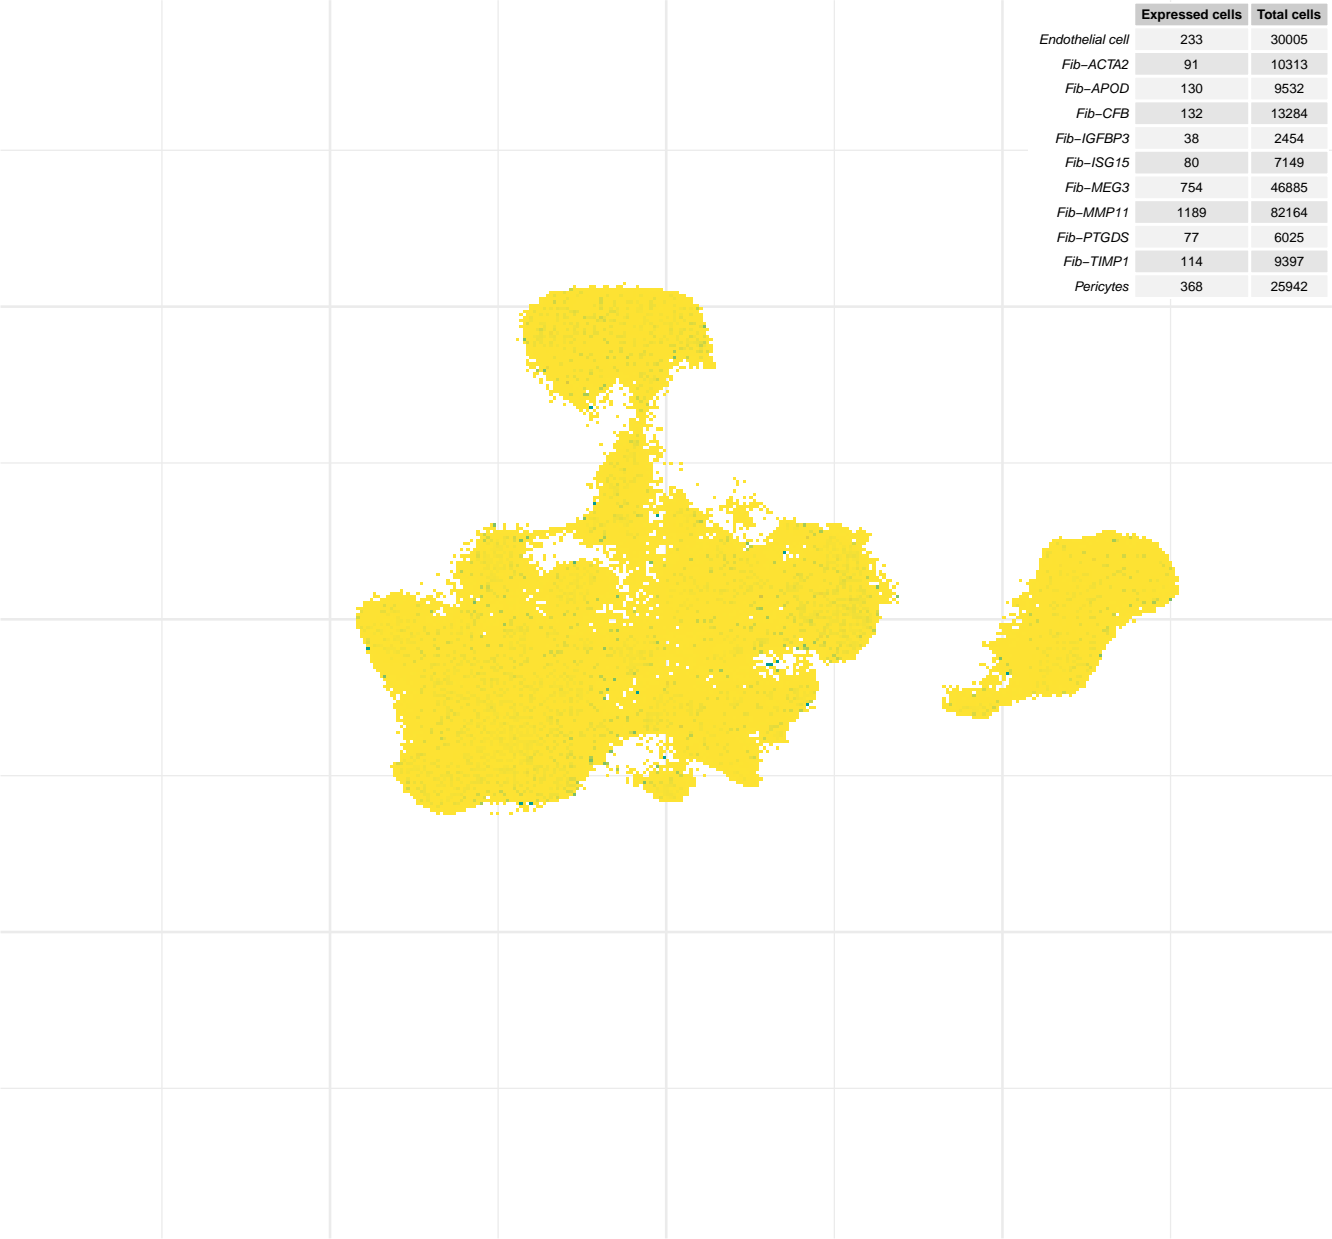 Expressed cells Total cells
Endothelial cell 233 30005
Fib−ACTA2 91 10313
Fib−APOD 130 9532
Fib−CFB 132 13284
Fib−IGFBP3 38 2454
Fib−ISG15 80 7149
Fib−MEG3 754 46885
Fib−MMP11 1189 82164
Fib−PTGDS 77 6025
Fib−TIMP1 114 9397
Pericytes 368 25942